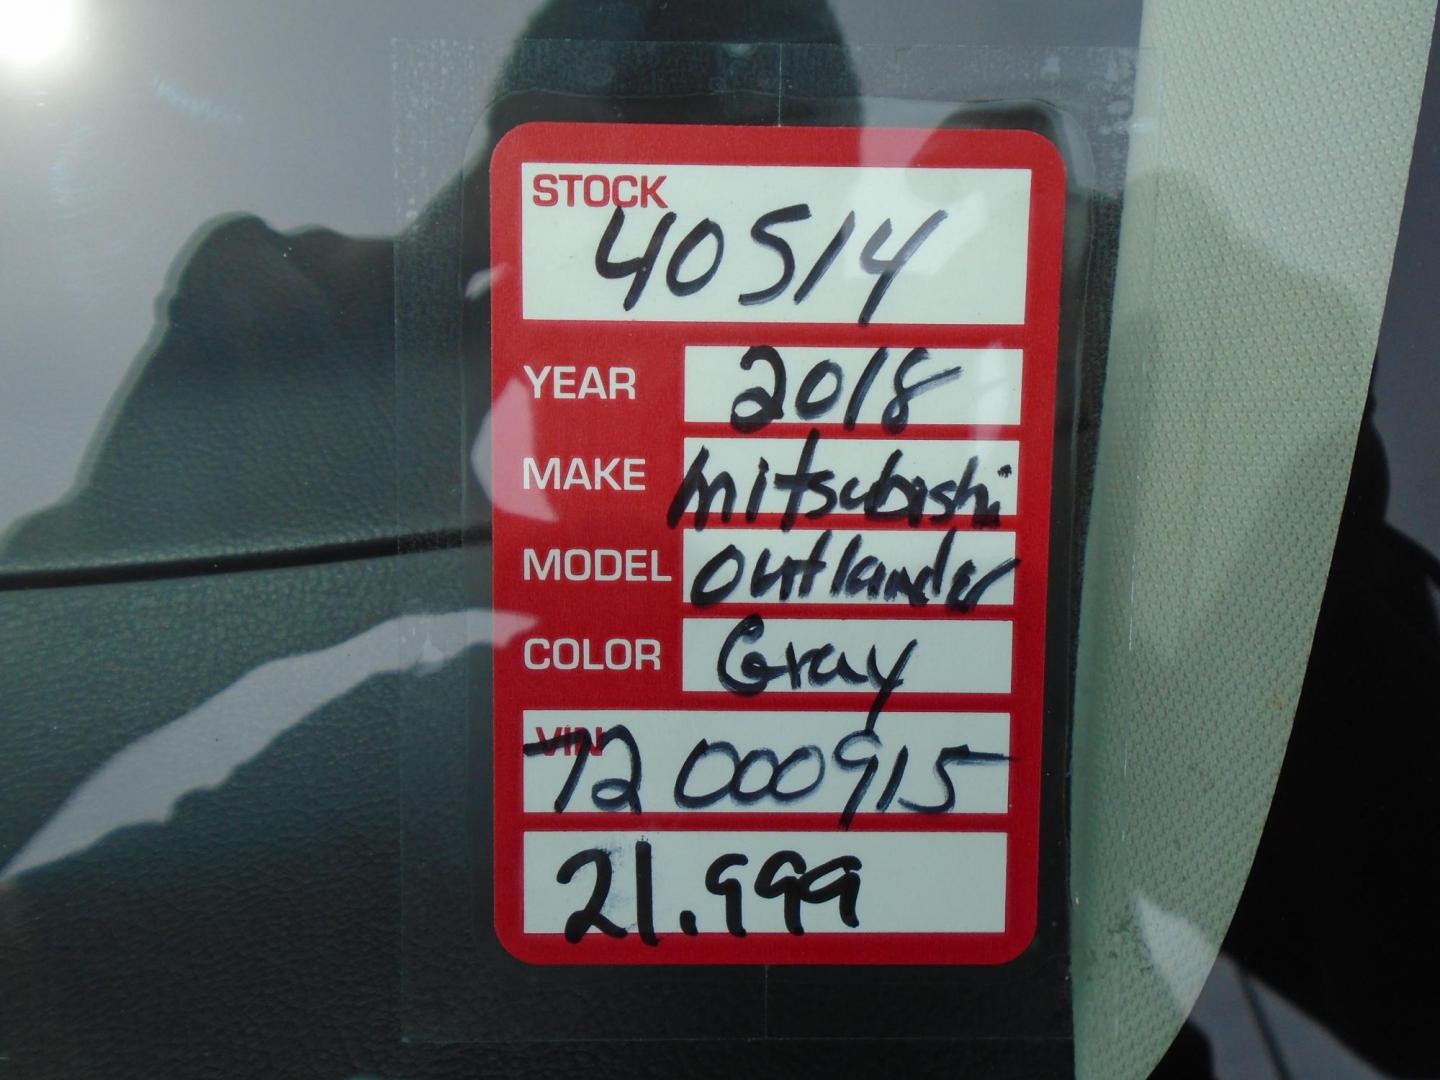 STOCK
40514
YEAR 2018
MAKE Mitsubishi
MODEL Outlander
COLOR Gray
VIN
72000915
21.999